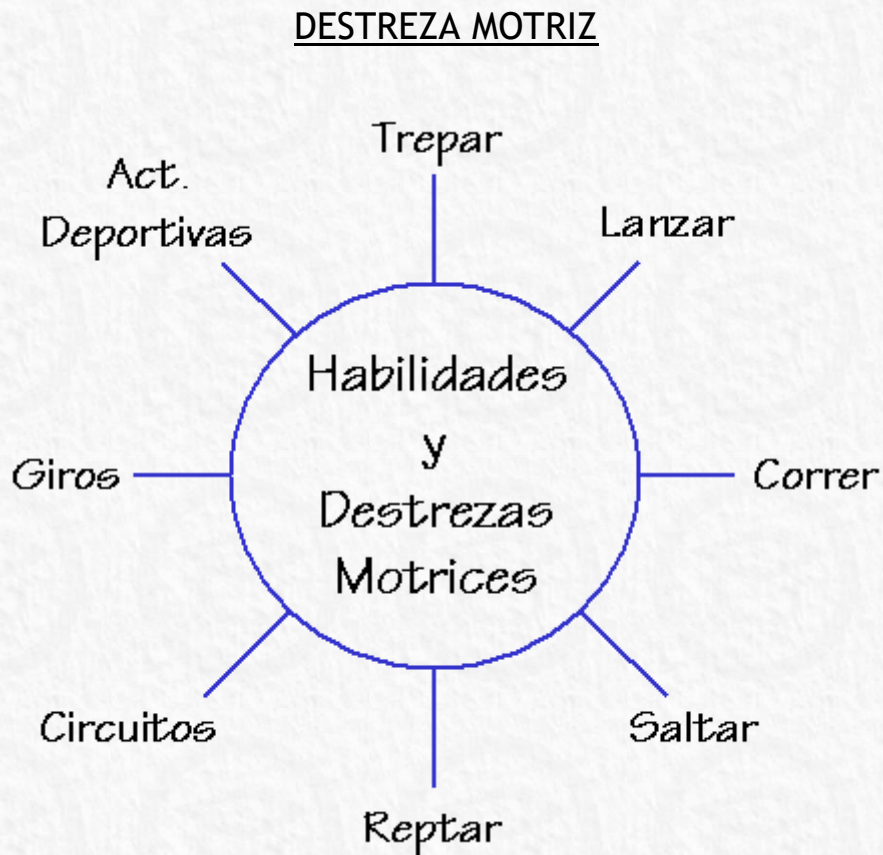 DESTREZA MOTRIZ
Trepar
Act.
Deportivas
Lanzar
Habilidades
y
Destrezas
Motrices
Giros
Correr
Circuitos
Saltar
Reptar